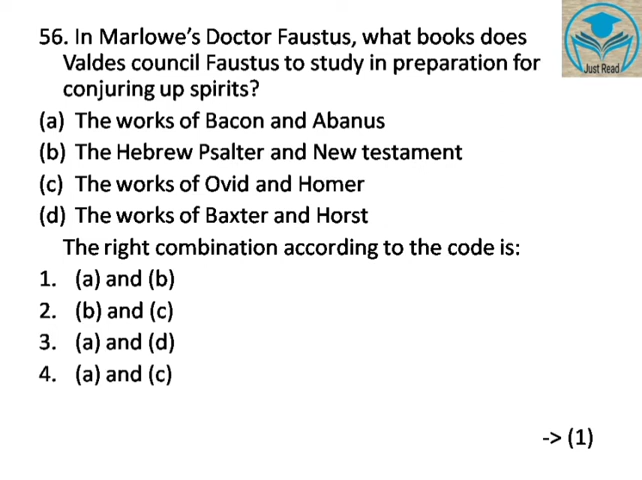 56. In Marlowe's Doctor Faustus, what books does
Valdes council Faustus to study in preparation for
conjuring up spirits?
(a) The works of Bacon and Abanus
(b) The Hebrew Psalter and New testament
(c) The works of Ovid and Homer
(d) The works of Baxter and Horst
The right combination according to the code is:
1. (a) and (b)
2. (b) and (c)
3. (a) and (d)
4. (a) and (c)
-> (1)
Just Read